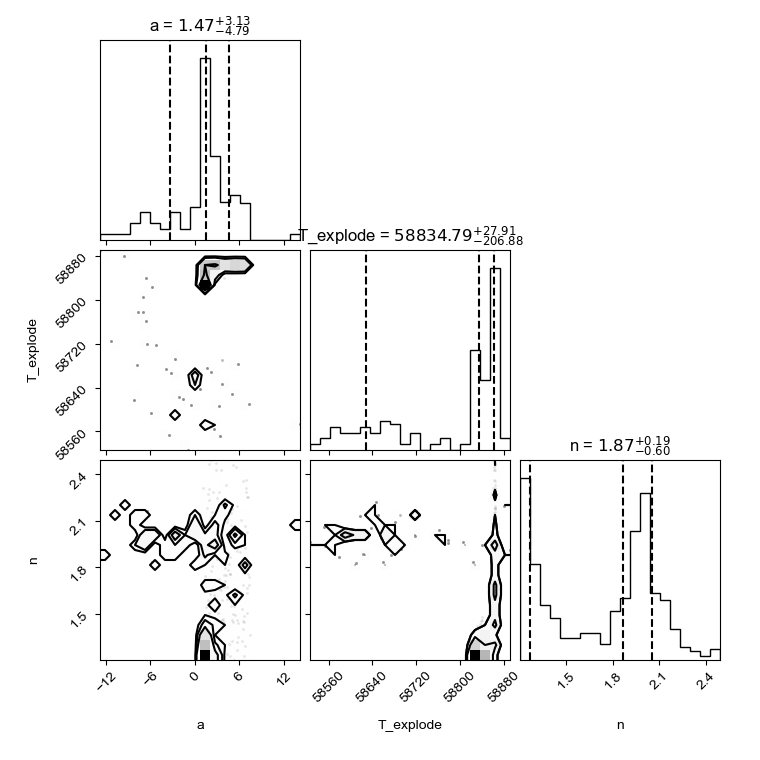 a = 1.47+3.13−4.79
T_explode = 58834.79+27.91−206.88
58880
58800
58720
58640
58560
T_explode
n = 1.87+0.19−0.60
2.4
2.1
1.8
1.5
n
−12 −6 0 6 12
58560 58640 58720 58800 58880
1.5 1.8 2.1 2.4
a T_explode n